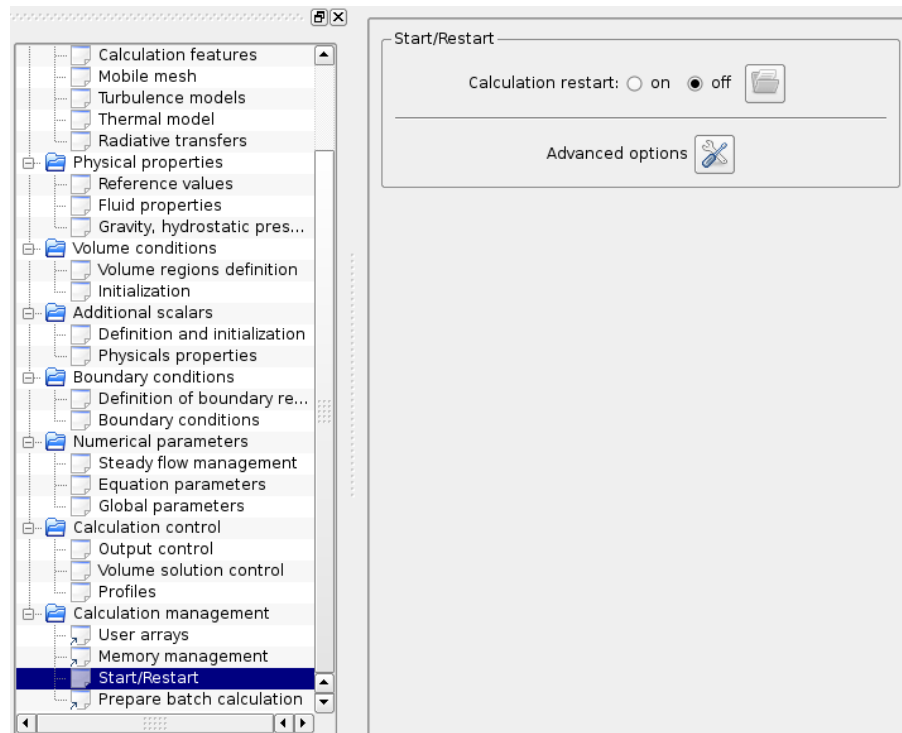 Calculation features
Mobile mesh
Turbulence models
Thermal model
Radiative transfers
Physical properties
Reference values
Fluid properties
Gravity, hydrostatic pres...
Volume conditions
Volume regions definition
Initialization
Additional scalars
Definition and initialization
Physicals properties
Boundary conditions
Definition of boundary re...
Boundary conditions
Numerical parameters
Steady flow management
Equation parameters
Global parameters
Calculation control
Output control
Volume solution control
Profiles
Calculation management
User arrays
Memory management
Start/Restart
Prepare batch calculation
Start/Restart
Calculation restart: on off
Advanced options